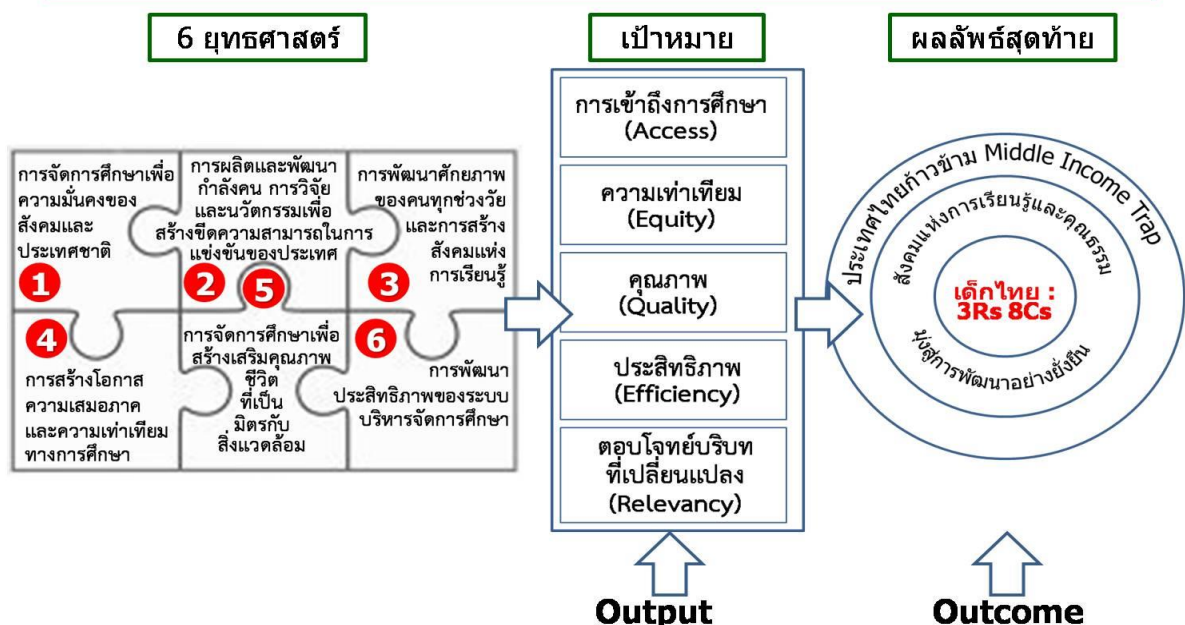 6 ยุทธศาสตร์
เป้าหมาย
ผลลัพธ์สุดท้าย
การจัดการศึกษาเพื่อ
ความมั่นคงของ
สังคมและ
ประเทศชาติ
1
การผลิตและพัฒนา
กำลังคน การวิจัย
และนวัตกรรมเพื่อ
สร้างขีดความสามารถในการ
แข่งขันของประเทศ
2
การพัฒนาศักยภาพ
ของคนทุกช่วงวัย
และการสร้าง
สังคมแห่ง
การเรียนรู้
3
4
การสร้างโอกาส
ความเสมอภาค
และความเท่าเทียม
ทางการศึกษา
5
การจัดการศึกษาเพื่อ
สร้างเสริมคุณภาพ
ชีวิต
ที่เป็น
มิตรกับ
สิ่งแวดล้อม
6
การพัฒนา
ประสิทธิภาพของระบบ
บริหารจัดการศึกษา
การเข้าถึงการศึกษา
(Access)
ความเท่าเทียม
(Equity)
คุณภาพ
(Quality)
ประสิทธิภาพ
(Efficiency)
ตอบโจทย์บริบท
ที่เปลี่ยนแปลง
(Relevancy)
Output
ประเทศไทยก้าวข้าม Middle Income Trap
สังคมแห่งการเรียนรู้และคุณธรรม
เด็กไทย :
3Rs 8Cs
มุ่งสู่การพัฒนาอย่างยั่งยืน
Outcome